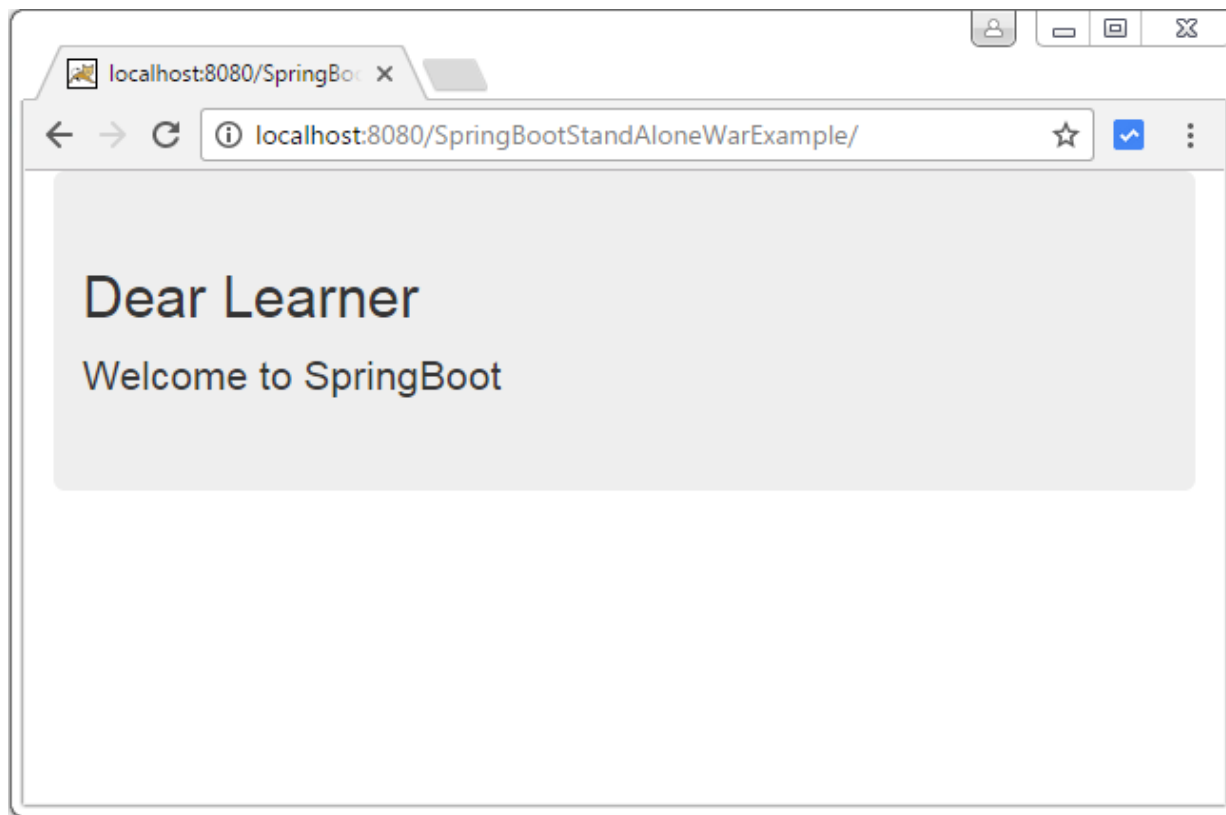 localhost:8080/SpringBo
localhost:8080/SpringBootStandAloneWarExample/
Dear Learner
Welcome to SpringBoot